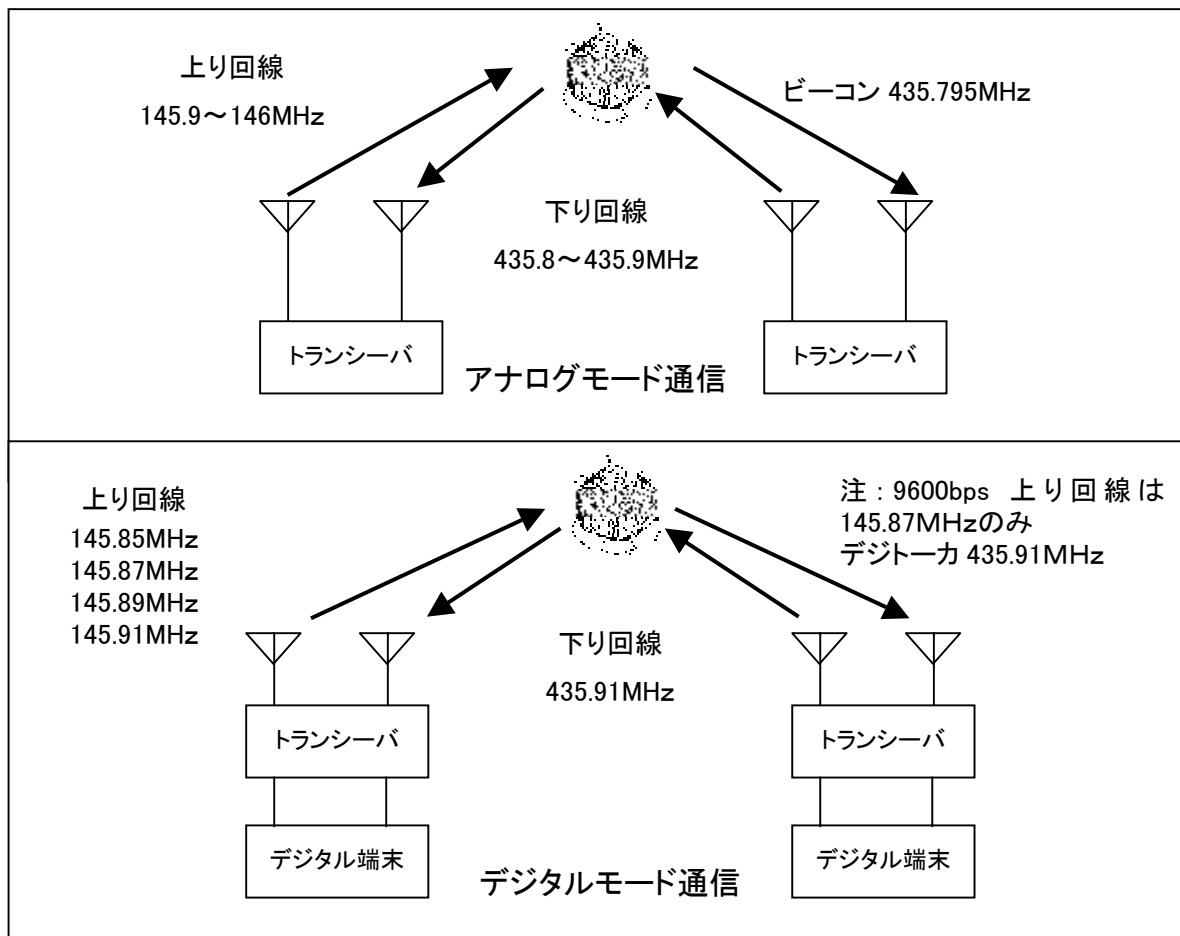 上り回線
145.9～146MHz
ビーコン 435.795MHz
下り回線
435.8～435.9MHz
トランシーバ
トランシーバ
アナログモード通信
上り回線
145.85MHz
145.87MHz
145.89MHz
145.91MHz
注：9600bps 上り回線は
145.87MHzのみ
デジトーカ 435.91MHz
下り回線
435.91MHz
トランシーバ
トランシーバ
デジタル端末
デジタル端末
デジタルモード通信